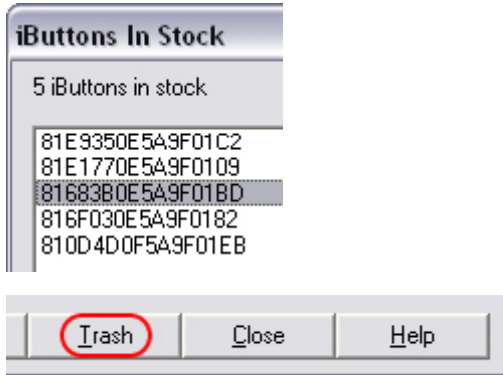 iButtons In Stock
5 iButtons in stock
81E9350E5A9F01C2
81E1770E5A9F0109
81683B0E5A9F01BD
816F030E5A9F0182
810D4D0F5A9F01EB
Trash Close Help